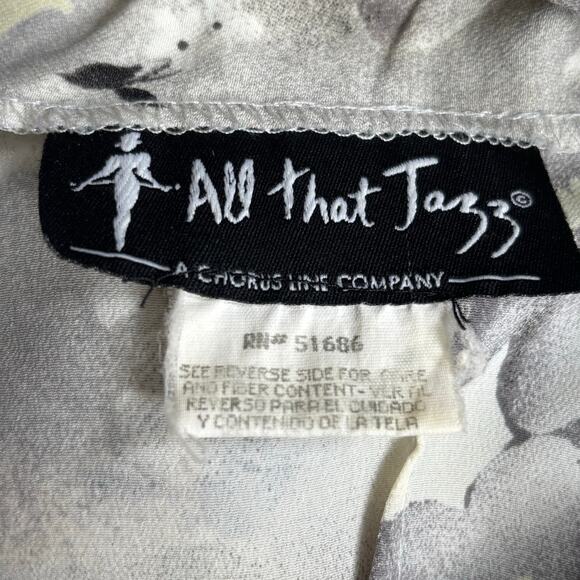 All that Jazz©
A CHORUS LINE COMPANY
RN# 51686
SEE REVERSE SIDE FOR CARE
AND FIBER CONTENT-VER AL
REVERSO PARA EL CUIDADO
Y CONTENIDO DE LA TELA